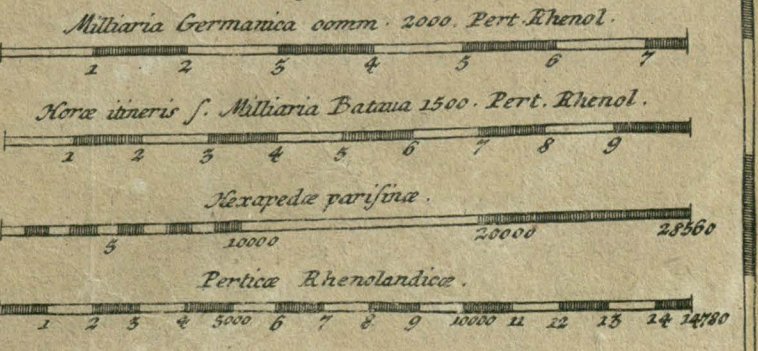 Milliaria Germanica comm. 2000. Pert. Rhenol.
1 2 3 4 5 6 7
Horæ itineris ſ. Milliaria Bataua 1500. Pert. Rhenol.
1 2 3 4 5 6 7 8 9
Hexapedæ pariſinæ.
5 10000 20000 28560
Perticæ Rhenolandicæ.
1 2 3 4 5000 6 7 8 9 10000 11 12 13 14 14780